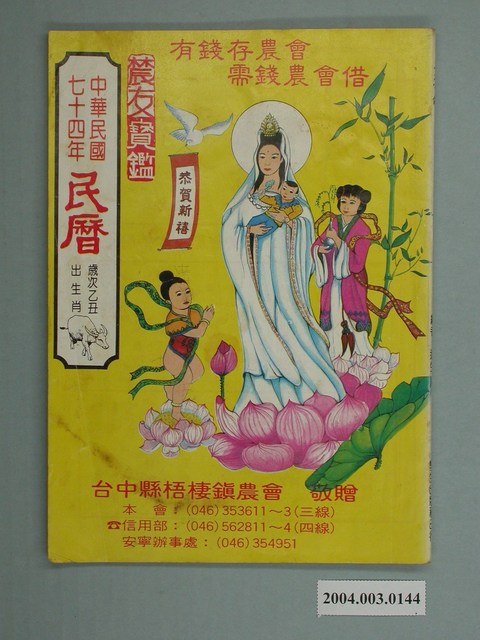 有錢存農會
需錢農會借
農友寶鑑
中華民國
七十四年
民曆
歲次乙丑
出生肖
恭賀新禧
台中縣梧棲鎮農會 敬贈
本會：(046)353611～3(三線)
☎信用部：(046)562811～4(四線)
安寧辦事處：(046)354951
2004.003.0144